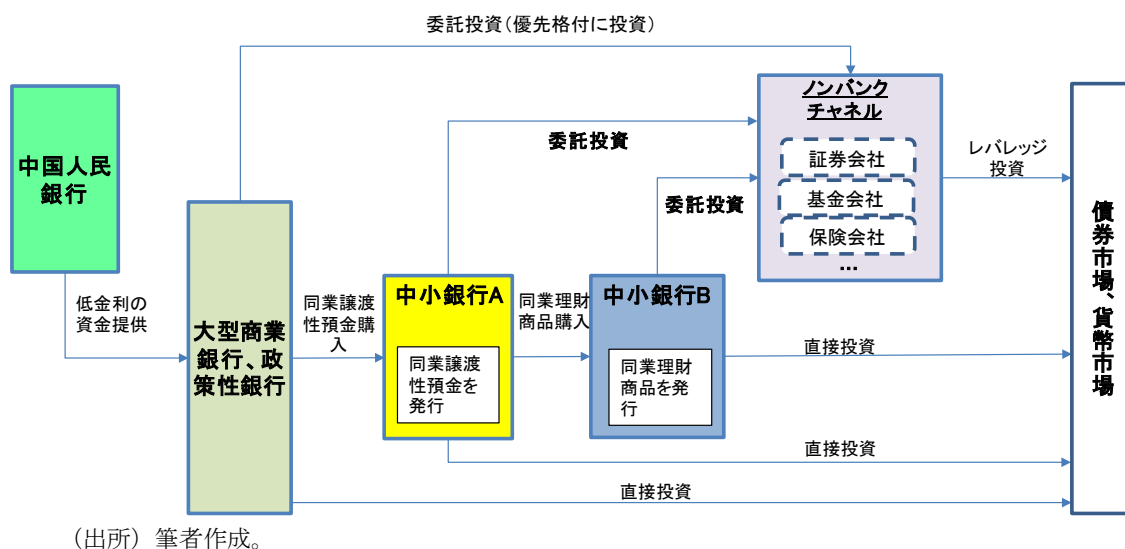 委託投資（優先格付に投資）
中国人民
銀行
低金利の
資金提供
大型商業
銀行、政
策性銀行
同業譲渡
性預金購
入
中小銀行A
同業譲渡
性預金を
発行
同業理財
商品購入
中小銀行B
同業理財
商品を発
行
委託投資
委託投資
ノンバンク
チャネル
証券会社
基金会社
保険会社
…
レバレッジ
投資
直接投資
直接投資
直接投資
債券市場、貨幣市場
（出所）筆者作成。